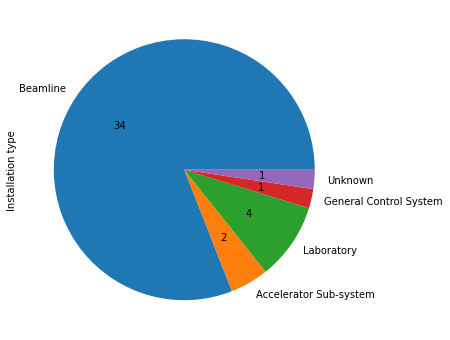 Beamline
34
Installation type
1
Unknown
1
General Control System
4
Laboratory
2
Accelerator Sub-system